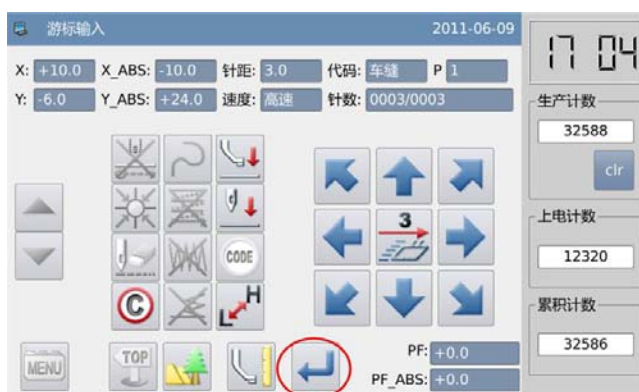 游标输入 2011-06-09
17 04
X: +10.0 X_ABS: -10.0 针距: 3.0 代码: 车缝 P 1
Y: -6.0 Y_ABS: +24.0 速度: 高速 针数: 0003/0003
生产计数
32588
clr
上电计数
12320
累积计数
32586
3
CODE
C
L H
MENU
TOP
PF: +0.0
PF_ABS: +0.0